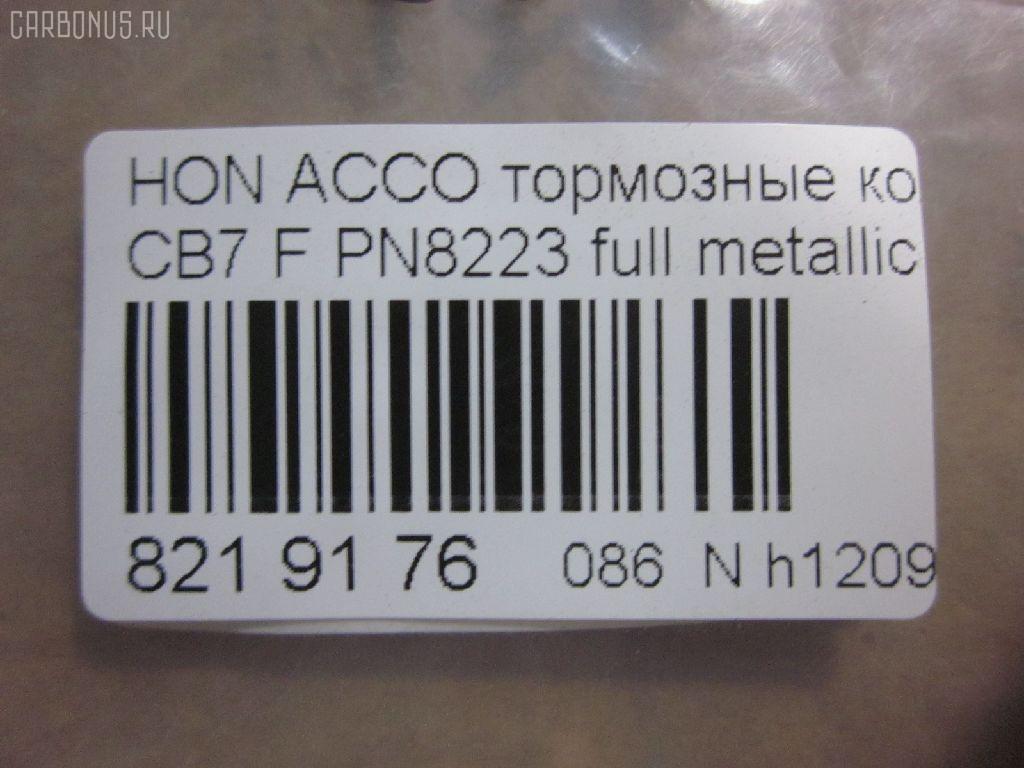 CARBONUS.RU
HON ACCO тормозные ко
CB7 F PN8223 full metallic
821 91 76 086 N h1209